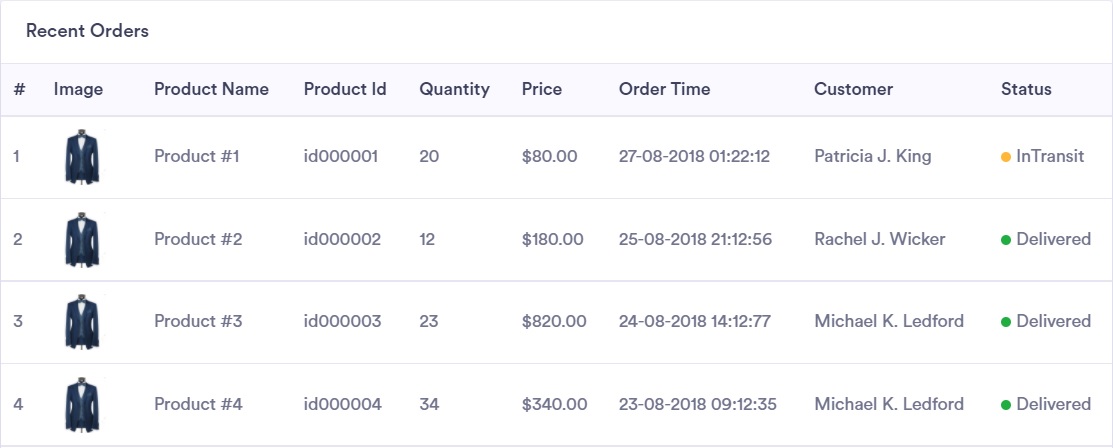 Recent Orders
# Image Product Name Product Id Quantity Price Order Time Customer Status
1 Product #1 id000001 20 $80.00 27-08-2018 01:22:12 Patricia J. King InTransit
2 Product #2 id000002 12 $180.00 25-08-2018 21:12:56 Rachel J. Wicker Delivered
3 Product #3 id000003 23 $820.00 24-08-2018 14:12:77 Michael K. Ledford Delivered
4 Product #4 id000004 34 $340.00 23-08-2018 09:12:35 Michael K. Ledford Delivered